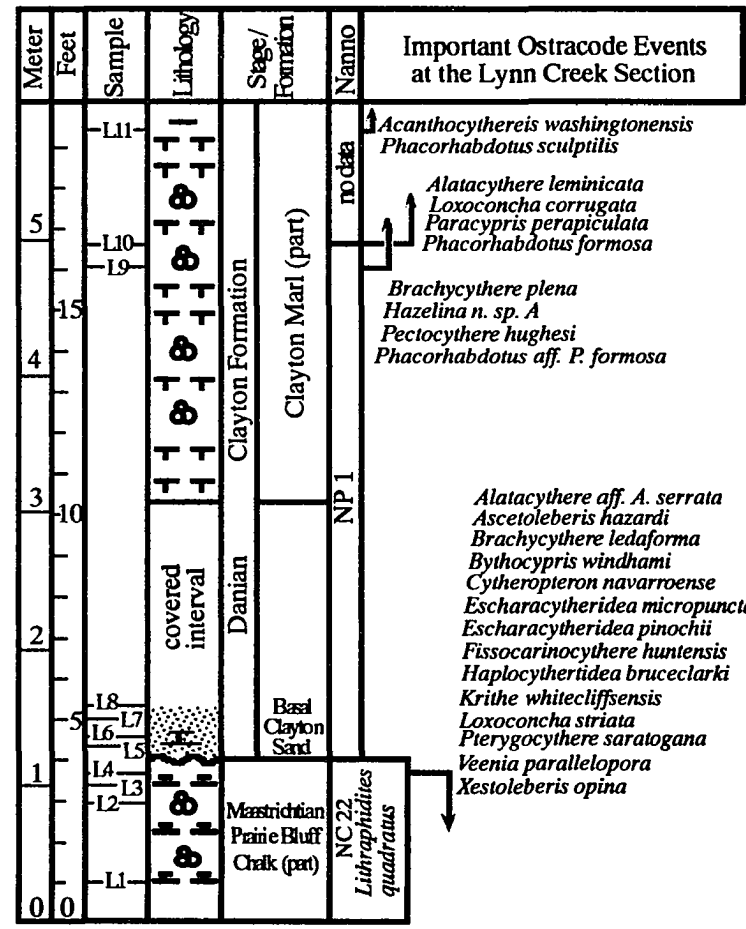 Meter
Feet
Sample
Lithology
Stage/
Formation
Nanno
Important Ostracode Events
at the Lynn Creek Section
L11
Acanthocythereis washingtonensis
Phacorhabdotus sculptilis
no data
Alatacythere leminicata
Loxoconcha corrugata
Paracypris perapiculata
Phacorhabdotus formosa
5
L10
L9
15
Brachycythere plena
Hazelina n. sp. A
Pectocythere hughesi
Phacorhabdotus aff. P. formosa
4
Clayton Formation
Clayton Marl (part)
3
10
NP 1
Danian
covered
interval
2
Alatacythere aff. A. serrata
Ascetoleberis hazardi
Brachycythere ledaforma
Bythocypris windhami
Cytheropteron navarroense
Escharacytheridea micropuncta
Escharacytheridea pinochii
Fissocarinocythere huntensis
Haplocythertidea bruceclarki
Krithe whitecliffsensis
Loxoconcha striata
Pterygocythere saratogana
Veenia parallelopora
Xestoleberis opina
L8
5
L7
L6
L5
Basal
Clayton
Sand
1
L4
L3
L2
L1
Maastrichtian
Prairie Bluff
Chalk (part)
NC 22
Lithraphidites
quadratus
0
0